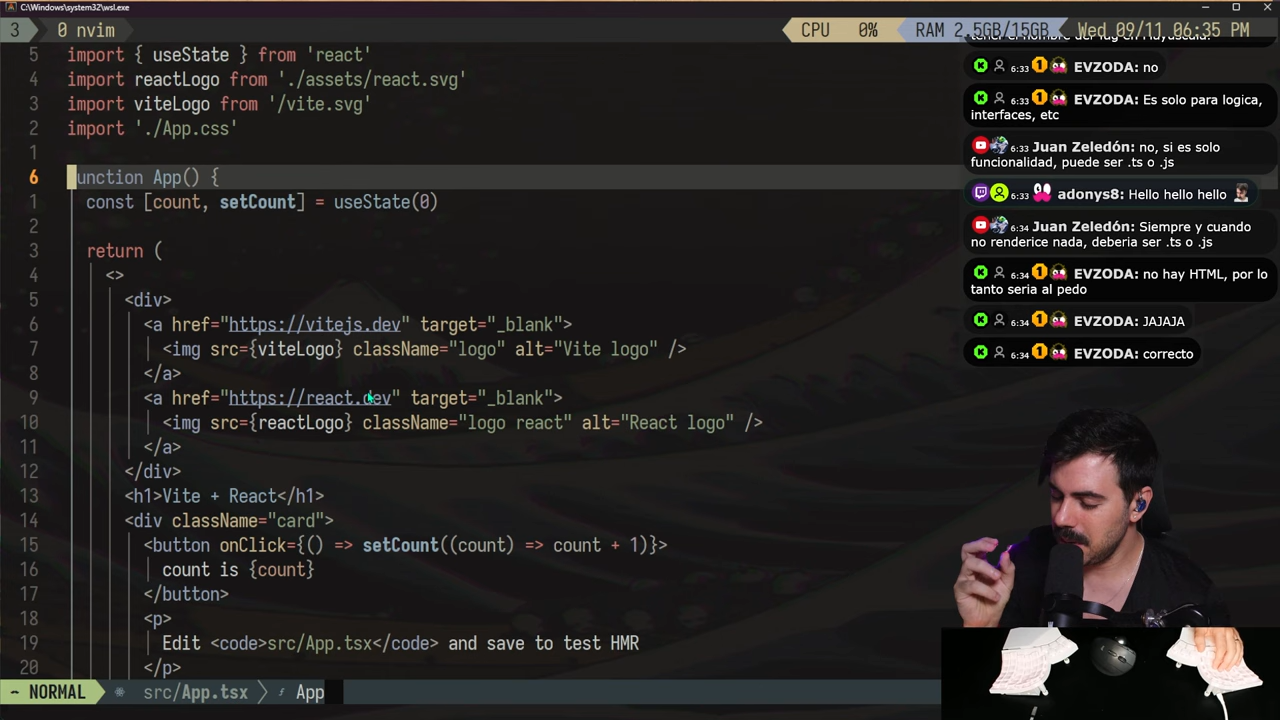 C:\Windows\system32\wsl.exe
3 0 nvim CPU 0% RAM 2.5GB/15GB Wed 09/11 06:35 PM
5 import { useState } from 'react'
4 import reactLogo from './assets/react.svg'
3 import viteLogo from '/vite.svg'
2 import './App.css'
1
6 unction App() {
1 const [count, setCount] = useState(0)
2
3 return (
4 <>
5 <div>
6 <a href="https://vitejs.dev" target="_blank">
7 <img src={viteLogo} className="logo" alt="Vite logo" />
8 </a>
9 <a href="https://react.dev" target="_blank">
10 <img src={reactLogo} className="logo react" alt="React logo" />
11 </a>
12 </div>
13 <h1>Vite + React</h1>
14 <div className="card">
15 <button onClick={() => setCount((count) => count + 1)}>
16 count is {count}
17 </button>
18 <p>
19 Edit <code>src/App.tsx</code> and save to test HMR
20 </p>
NORMAL src/App.tsx App
6:33 1 EVZODA: no
6:33 1 EVZODA: Es solo para logica,
interfaces, etc
6:33 Juan Zeledón: no, si es solo
funcionalidad, puede ser .ts o .js
6:33 adonys8: Hello hello hello
6:34 Juan Zeledón: Siempre y cuando
no renderice nada, deberia ser .ts o .js
6:34 1 EVZODA: no hay HTML, por lo
tanto seria al pedo
6:34 1 EVZODA: JAJAJA
6:34 1 EVZODA: correcto